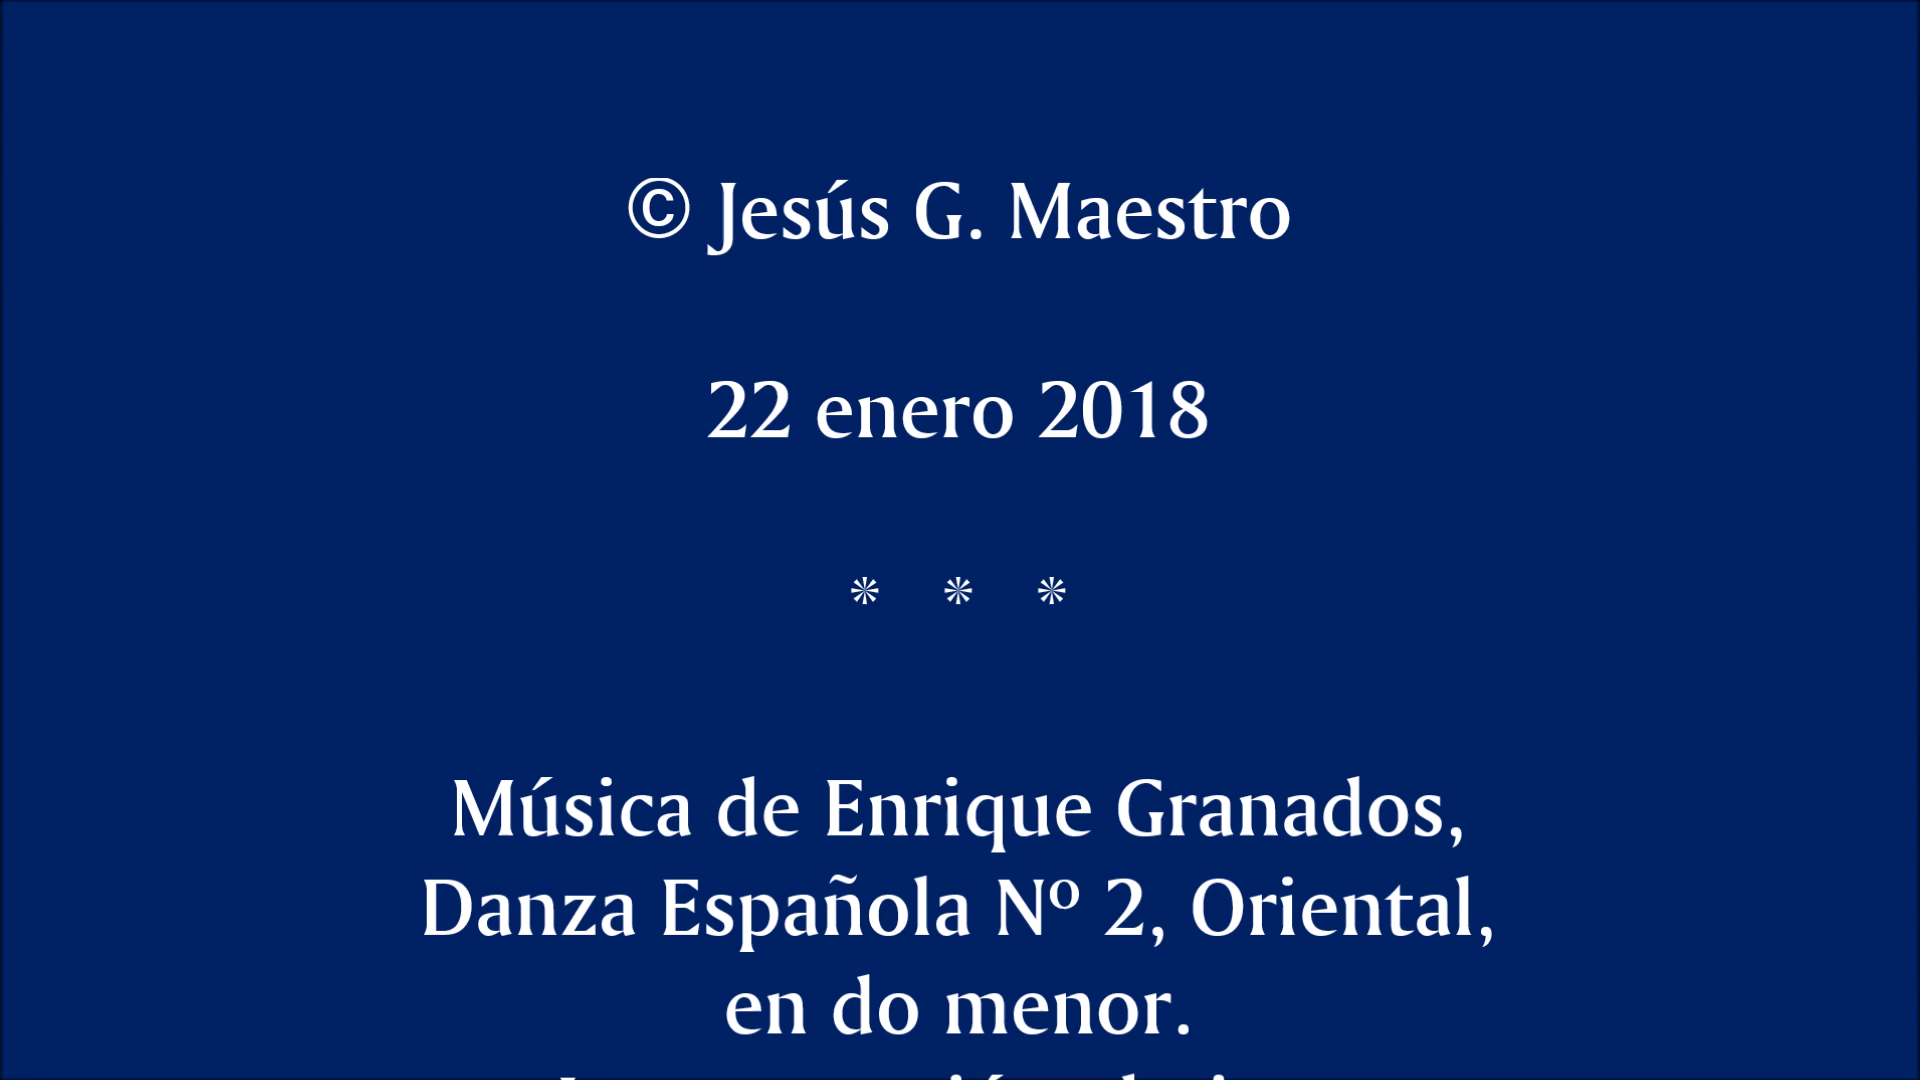 © Jesús G. Maestro
22 enero 2018
* * *
Música de Enrique Granados,
Danza Española Nº 2, Oriental,
en do menor.